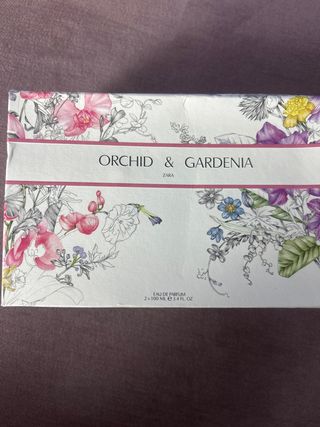 ORCHID & GARDENIA
ZARA
EAU DE PARFUM
2 x 100 ML ℮ 3.4 FL. OZ